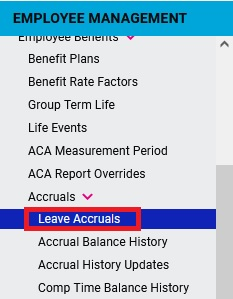 EMPLOYEE MANAGEMENT
Employee Benefits
Benefit Plans
Benefit Rate Factors
Group Term Life
Life Events
ACA Measurement Period
ACA Report Overrides
Accruals
Leave Accruals
Accrual Balance History
Accrual History Updates
Comp Time Balance History